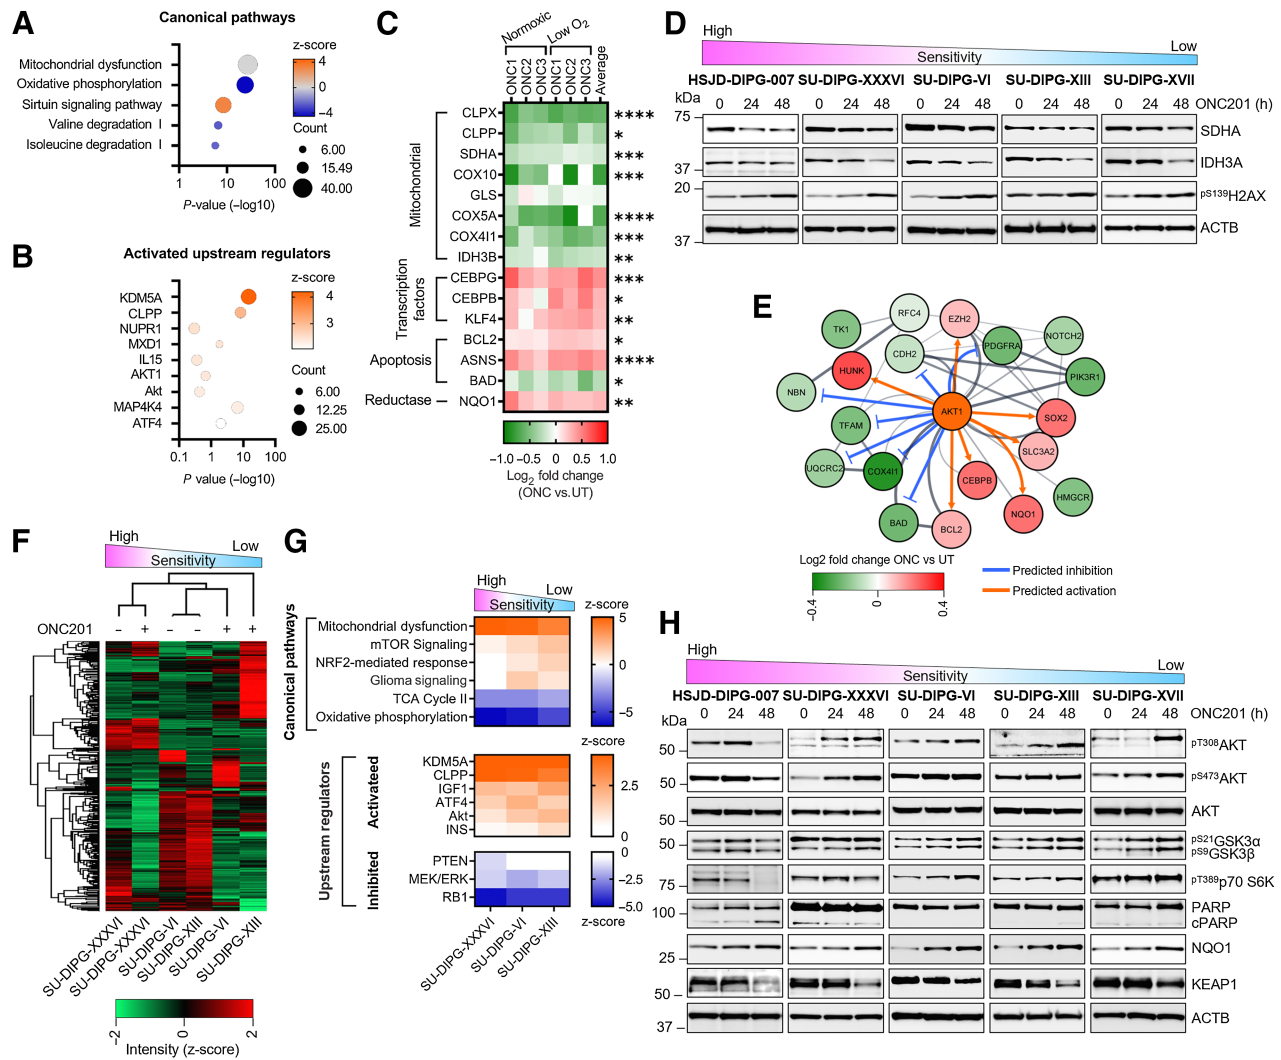 A
Canonical pathways
Mitochondrial dysfunction
Oxidative phosphorylation
Sirtuin signaling pathway
Valine degradation I
Isoleucine degradation I
1 10 100
P-value (−log10)
z-score
4
0
−4
Count
6.00
15.49
40.00
B
Activated upstream regulators
KDM5A
CLPP
NUPR1
MXD1
IL15
AKT1
Akt
MAP4K4
ATF4
0.1 1 10 100
P value (−log10)
z-score
4
3
Count
6.00
12.25
25.00
C
Normoxic
Low O2
ONC1
ONC2
ONC3
ONC1
ONC2
ONC3
Average
Mitochondrial
CLPX ****
CLPP *
SDHA ***
COX10 ***
GLS
COX5A ****
COX4I1 ***
IDH3B **
Transcription
factors
CEBPG ***
CEBPB *
KLF4 **
Apoptosis
BCL2 *
ASNS ****
BAD *
Reductase
NQO1 **
−1.0 −0.5 0 0.5 1.0
Log2 fold change
(ONC vs.UT)
D
High
Sensitivity
Low
HSJD-DIPG-007 SU-DIPG-XXXVI SU-DIPG-VI SU-DIPG-XIII SU-DIPG-XVII
kDa
0 24 48 0 24 48 0 24 48 0 24 48 0 24 48 ONC201 (h)
75
SDHA
37
IDH3A
20
pS139H2AX
37
ACTB
E
RFC4
EZH2
TK1
CDH2
PDGFRA
NOTCH2
HUNK
PIK3R1
NBN
AKT1
TFAM
SOX2
SLC3A2
UQCRC2
COX4I1
CEBPB
HMGCR
NQO1
BAD
BCL2
Log2 fold change ONC vs UT
−0.4
0
0.4
Predicted inhibition
Predicted activation
F
High
Sensitivity
Low
ONC201 − + − − + +
SU-DIPG-XXXVI
SU-DIPG-XXXVI
SU-DIPG-VI
SU-DIPG-XIII
SU-DIPG-VI
SU-DIPG-XIII
−2
0
2
Intensity (z-score)
G
High
Sensitivity
Low
Canonical pathways
Mitochondrial dysfunction
mTOR Signaling
NRF2-mediated response
Glioma signaling
TCA Cycle II
Oxidative phosphorylation
z-score
5
0
−5
Upstream regulators
Activateed
KDM5A
CLPP
IGF1
ATF4
Akt
INS
z-score
2.5
0
Inhibited
PTEN
MEK/ERK
RB1
0
−2.5
−5.0
z-score
SU-DIPG-XXXVI
SU-DIPG-VI
SU-DIPG-XIII
H
High
Sensitivity
Low
HSJD-DIPG-007 SU-DIPG-XXXVI SU-DIPG-VI SU-DIPG-XIII SU-DIPG-XVII
kDa
0 24 48 0 24 48 0 24 48 0 24 48 0 24 48 ONC201 (h)
50
pT308AKT
50
pS473AKT
50
AKT
50
pS21GSK3α
pS9GSK3β
75
pT389p70 S6K
100
PARP
cPARP
25
NQO1
50
KEAP1
37
ACTB